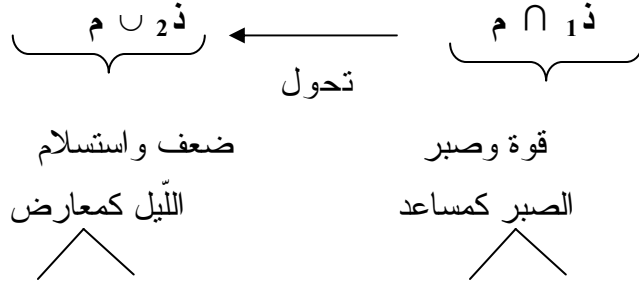 ذ1 ∩ م ← ذ2 ∪ م
تحول
قوة وصبر ضعف واستسلام
الصبر كمساعد اللّيل كمعارض